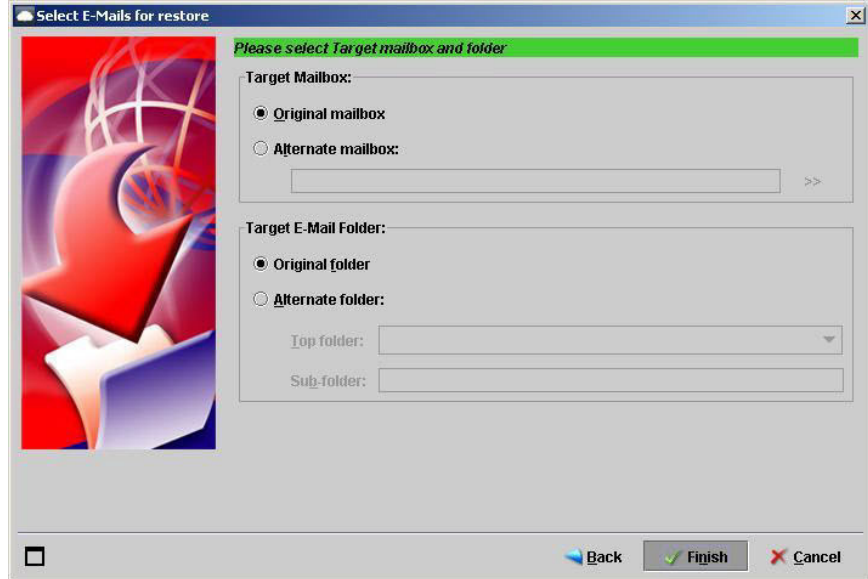 Select E-Mails for restore
Please select Target mailbox and folder
Target Mailbox:
Original mailbox
Alternate mailbox:
>>
Target E-Mail Folder:
Original folder
Alternate folder:
Top folder:
Sub-folder:
Back Finish Cancel